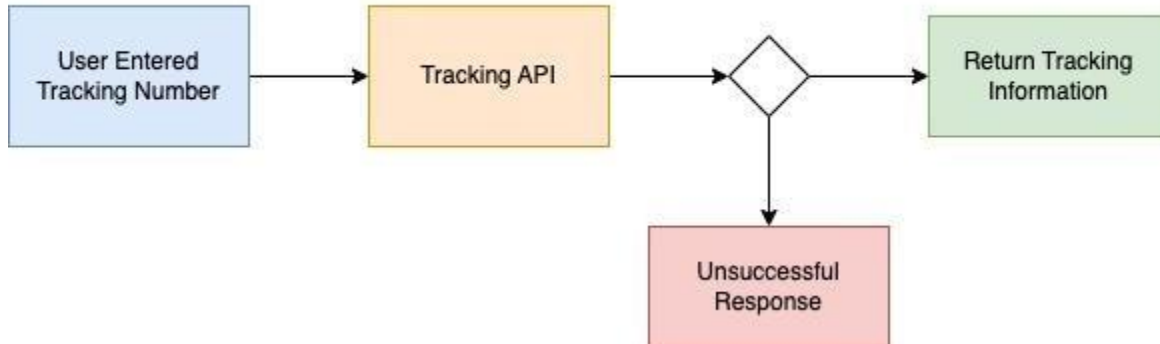 User Entered
Tracking Number
Tracking API
Return Tracking
Information
Unsuccessful
Response